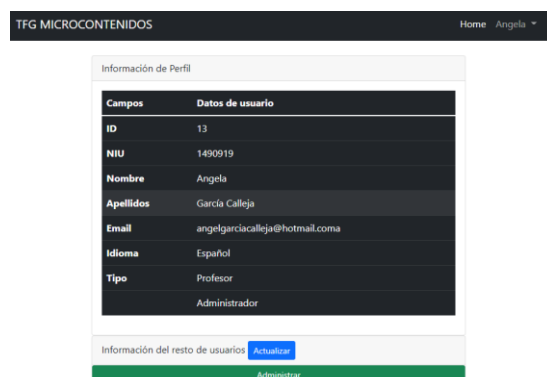 TFG MICROCONTENIDOS Home Angela
Información de Perfil
Campos Datos de usuario
ID 13
NIU 1490919
Nombre Angela
Apellidos García Calleja
Email angelgarciacalleja@hotmail.coma
Idioma Español
Tipo Profesor
Administrador
Información del resto de usuarios Actualizar
Administrar